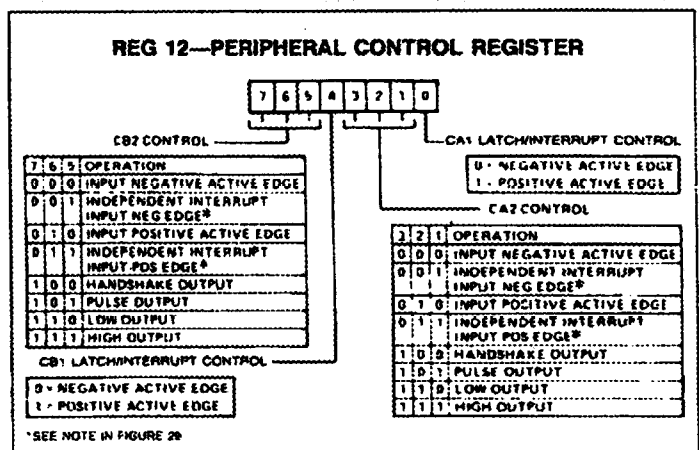 REG 12—PERIPHERAL CONTROL REGISTER
7 6 5 4 3 2 1 0
CB2 CONTROL
7 6 5 OPERATION
0 0 0 INPUT NEGATIVE ACTIVE EDGE
0 0 1 INDEPENDENT INTERRUPT
INPUT NEG EDGE*
0 1 0 INPUT POSITIVE ACTIVE EDGE
0 1 1 INDEPENDENT INTERRUPT
INPUT POS EDGE*
1 0 0 HANDSHAKE OUTPUT
1 0 1 PULSE OUTPUT
1 1 0 LOW OUTPUT
1 1 1 HIGH OUTPUT
CB1 LATCH/INTERRUPT CONTROL
0 = NEGATIVE ACTIVE EDGE
1 = POSITIVE ACTIVE EDGE
*SEE NOTE IN FIGURE 29
CA1 LATCH/INTERRUPT CONTROL
0 = NEGATIVE ACTIVE EDGE
1 = POSITIVE ACTIVE EDGE
CA2 CONTROL
3 2 1 OPERATION
0 0 0 INPUT NEGATIVE ACTIVE EDGE
0 0 1 INDEPENDENT INTERRUPT
INPUT NEG EDGE*
0 1 0 INPUT POSITIVE ACTIVE EDGE
0 1 1 INDEPENDENT INTERRUPT
INPUT POS EDGE*
1 0 0 HANDSHAKE OUTPUT
1 0 1 PULSE OUTPUT
1 1 0 LOW OUTPUT
1 1 1 HIGH OUTPUT